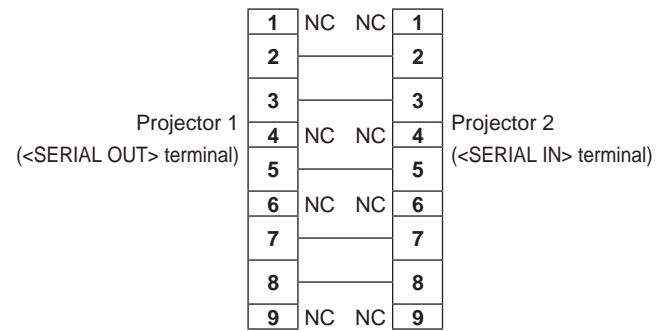 1 NC NC 1
2 2
3 3
Projector 1
(<SERIAL OUT> terminal)
4 NC NC 4
Projector 2
(<SERIAL IN> terminal)
5 5
6 NC NC 6
7 7
8 8
9 NC NC 9